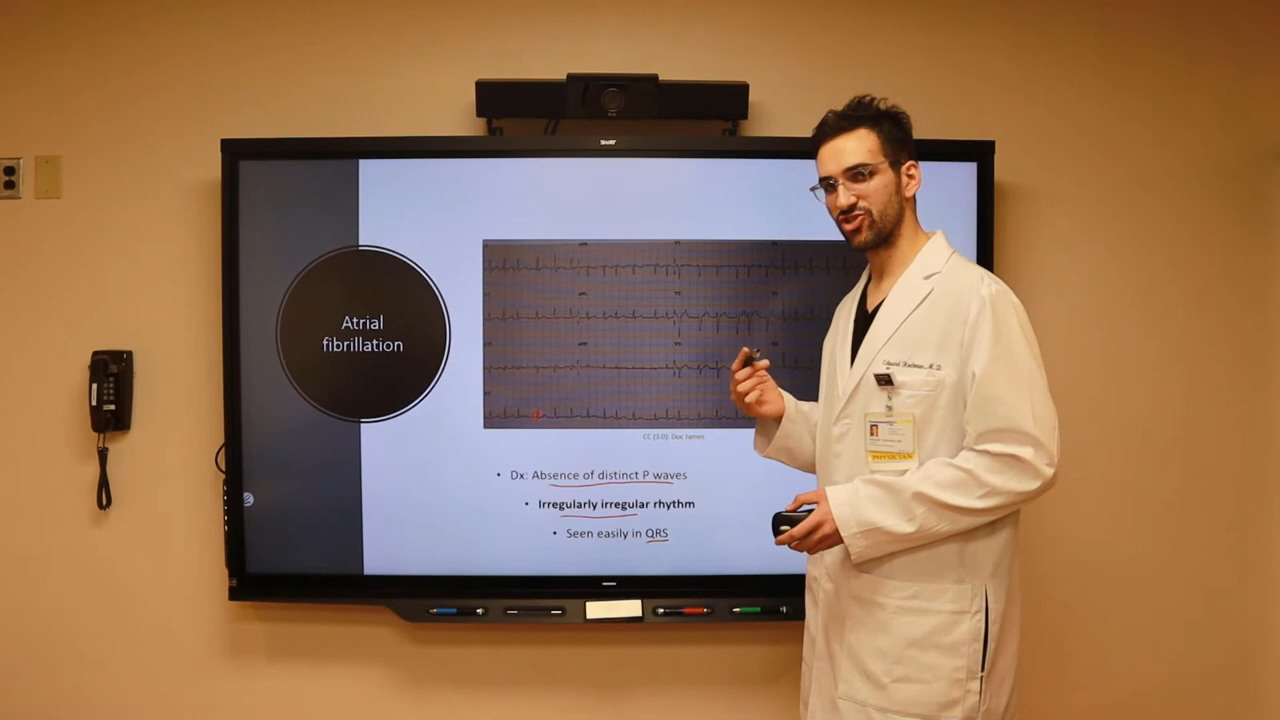 SMART
Atrial
fibrillation
CC (3.0): Doc James
• Dx: Absence of distinct P waves
• Irregularly irregular rhythm
• Seen easily in QRS
M.D.
PHYSICIAN